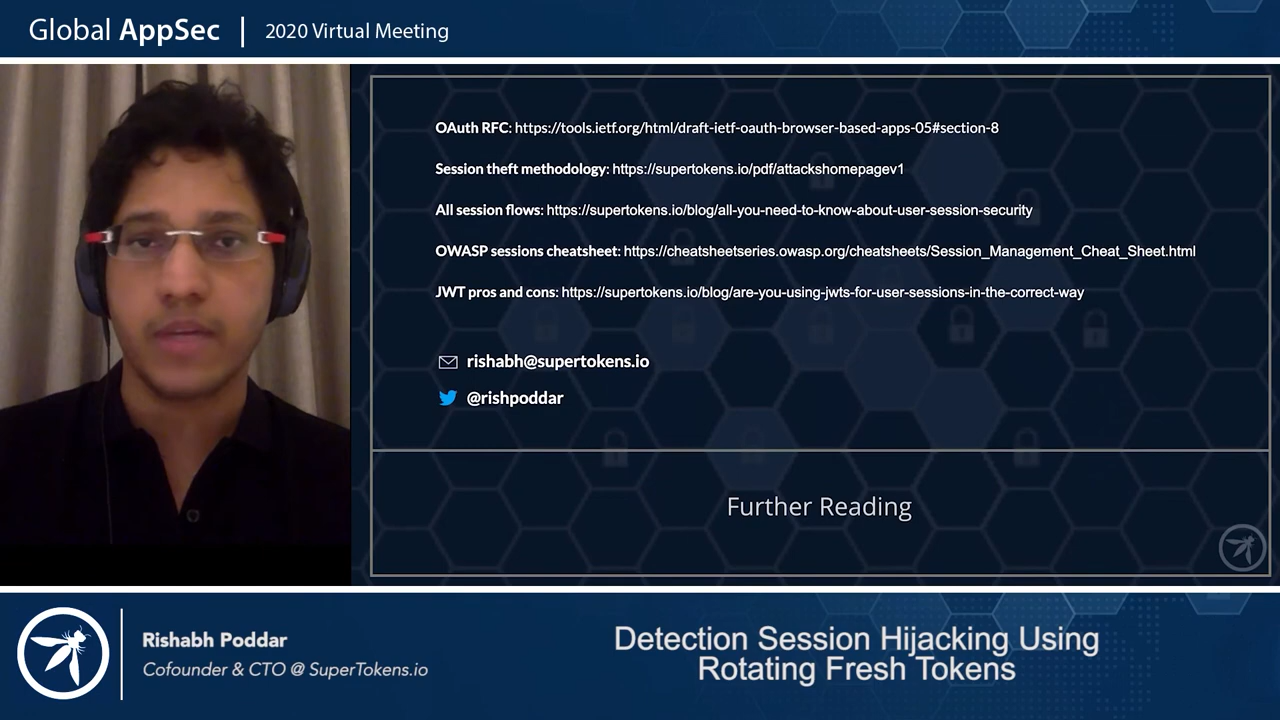 Global AppSec | 2020 Virtual Meeting
OAuth RFC: https://tools.ietf.org/html/draft-ietf-oauth-browser-based-apps-05#section-8
Session theft methodology: https://supertokens.io/pdf/attackshomepagev1
All session flows: https://supertokens.io/blog/all-you-need-to-know-about-user-session-security
OWASP sessions cheatsheet: https://cheatsheetseries.owasp.org/cheatsheets/Session_Management_Cheat_Sheet.html
JWT pros and cons: https://supertokens.io/blog/are-you-using-jwts-for-user-sessions-in-the-correct-way
rishabh@supertokens.io
@rishpoddar
Further Reading
Rishabh Poddar
Cofounder & CTO @ SuperTokens.io
Detection Session Hijacking Using
Rotating Fresh Tokens